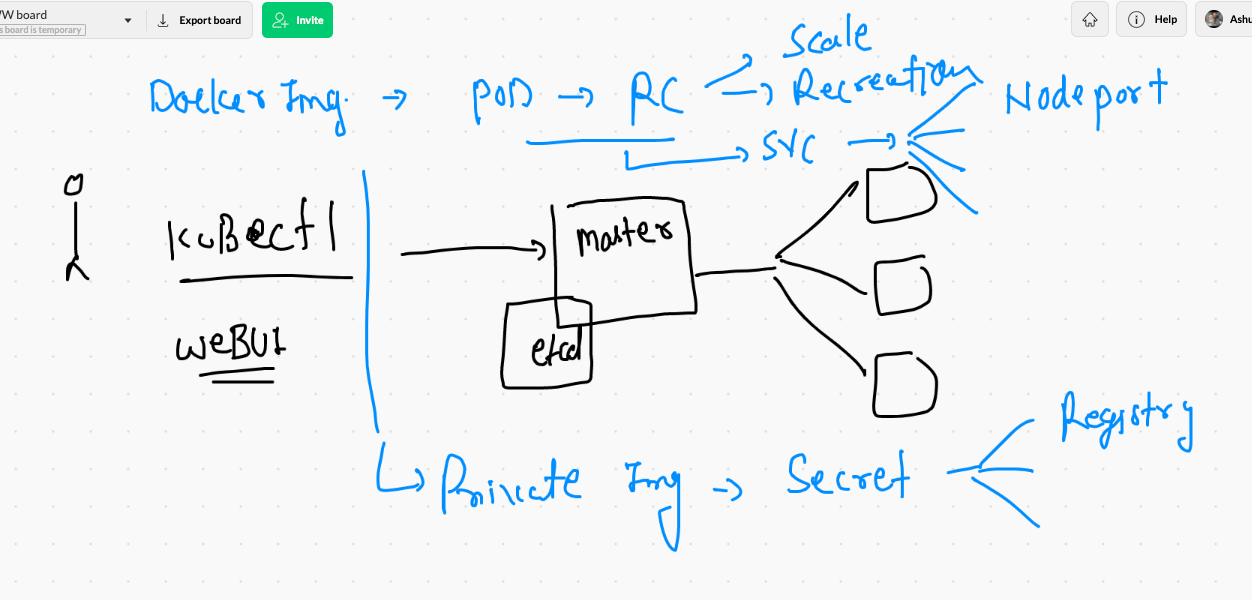 W board
s board is temporary
Export board
Invite
Help
Ashu
Scale
Docker Img. → POD → RC → Recreation
Nodeport
SVC →
KuBectl
master
WeBUI
etcd
Registry
Private Img → Secret